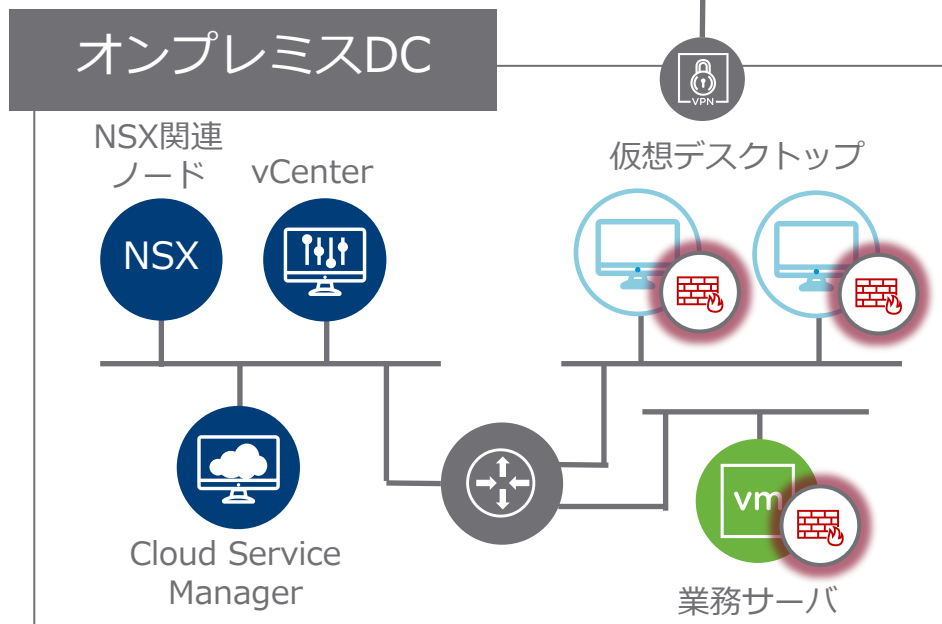 オンプレミスDC
VPN
NSX関連
ノード
vCenter
仮想デスクトップ
NSX
Cloud Service
Manager
vm
業務サーバ